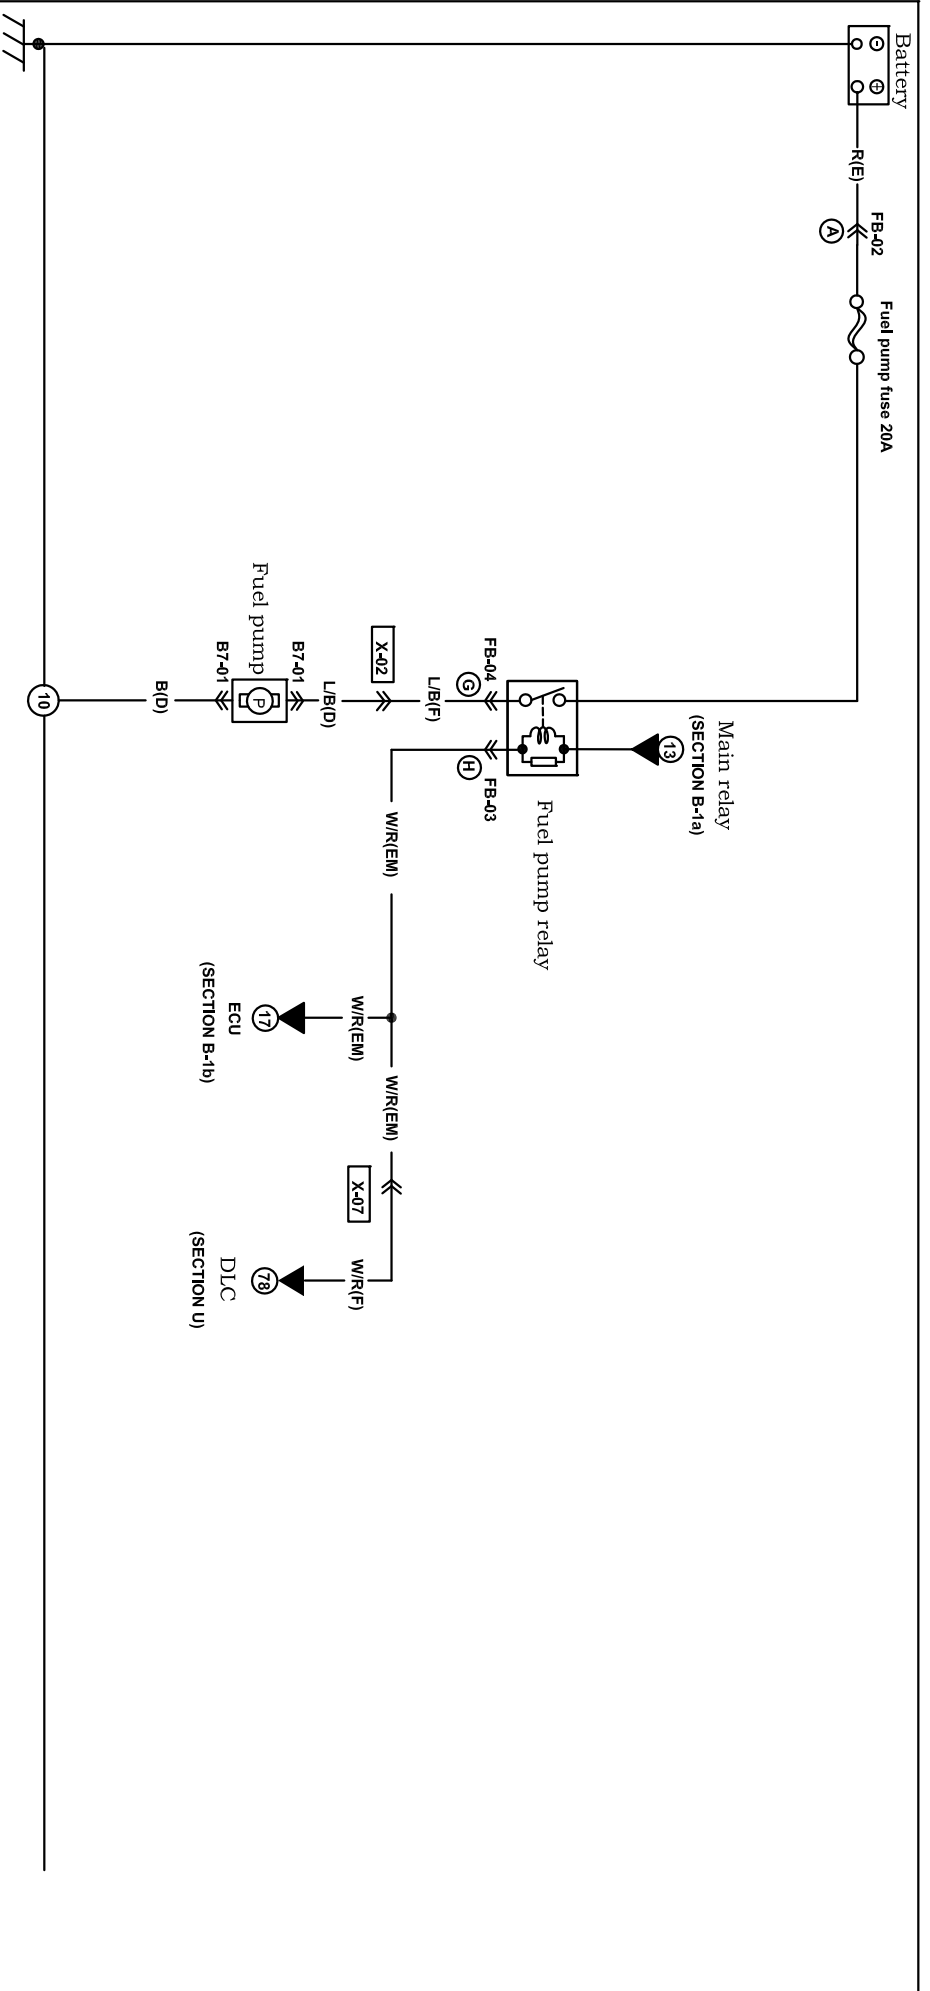 Battery
-
+
R(E)
FB-02
A
Fuel pump fuse 20A
Main relay
(SECTION B-1a)
13
Fuel pump relay
FB-04
G
H
FB-03
L/B(F)
X-02
L/B(D)
B7-01
Fuel pump
P
B7-01
B(D)
10
W/R(EM)
W/R(EM)
W/R(EM)
17
ECU
(SECTION B-1b)
X-07
W/R(F)
78
DLC
(SECTION U)